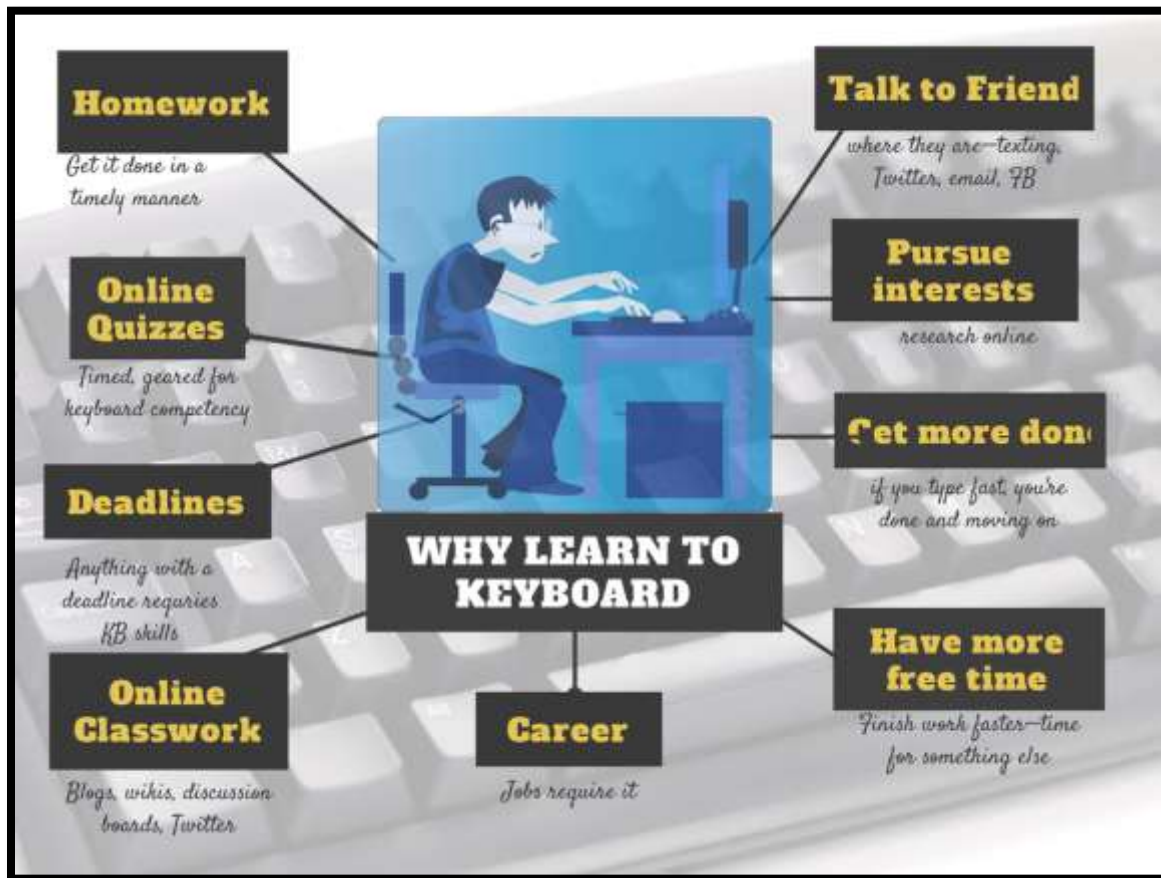 Homework
Get it done in a
timely manner
Online
Quizzes
Timed, geared for
keyboard competency
Deadlines
Anything with a
deadline requries
KB skills
Online
Classwork
Blogs, wikis, discussion
boards, Twitter
WHY LEARN TO
KEYBOARD
Career
Jobs require it
Talk to Friend
where they are—texting,
Twitter, email, FB
Pursue
interests
research online
Get more done
if you type fast, you're
done and moving on
Have more
free time
Finish work faster—time
for something else